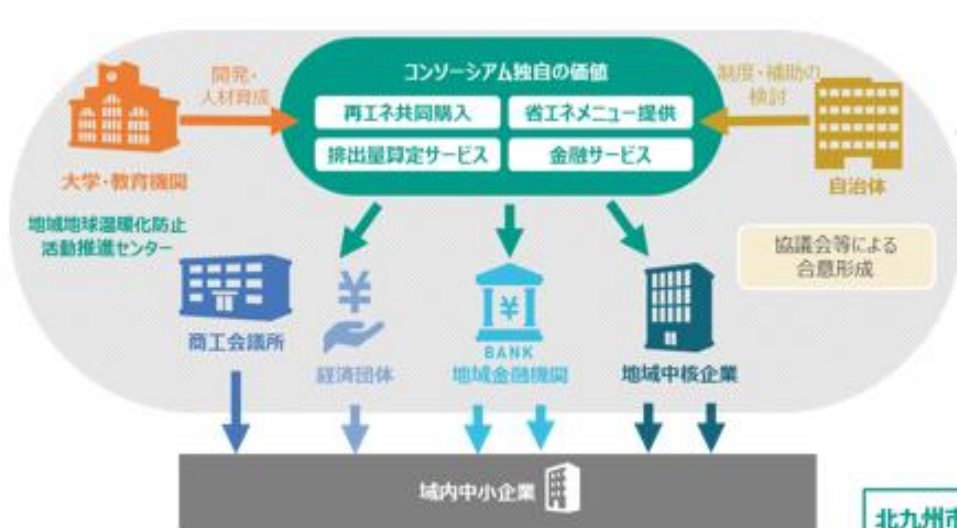 コンソーシアム独自の価値
開発・
人材育成
制度・補助の
検討
再エネ共同購入
省エネメニュー提供
排出量算定サービス
金融サービス
大学・教育機関
自治体
地域地球温暖化防止
活動推進センター
協議会等による
合意形成
¥
¥
BANK
商工会議所
経済団体
地域金融機関
地域中核企業
域内中小企業
北九州市